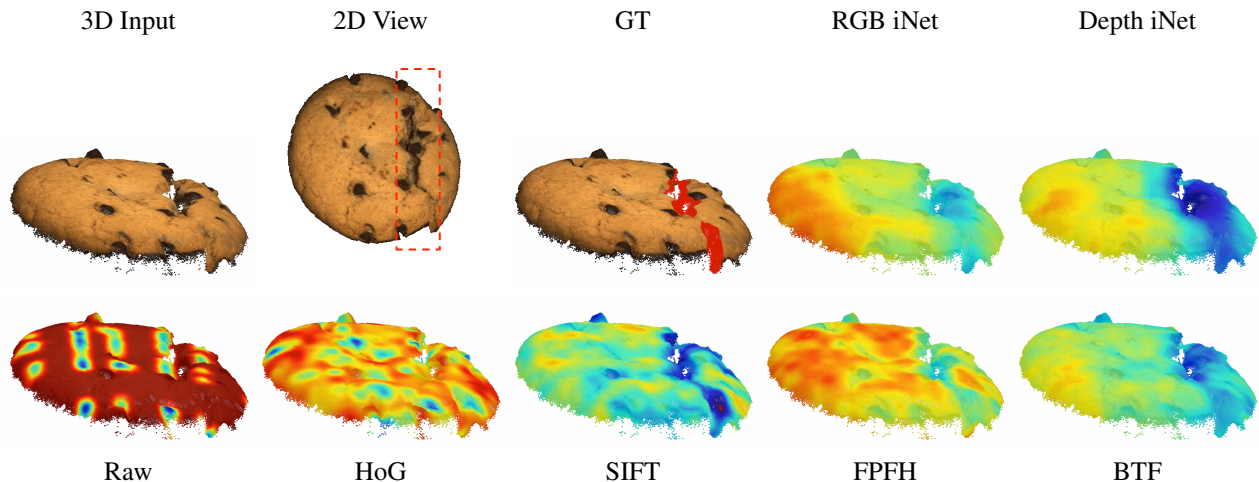 3D Input 2D View GT RGB iNet Depth iNet
Raw HoG SIFT FPFH BTF